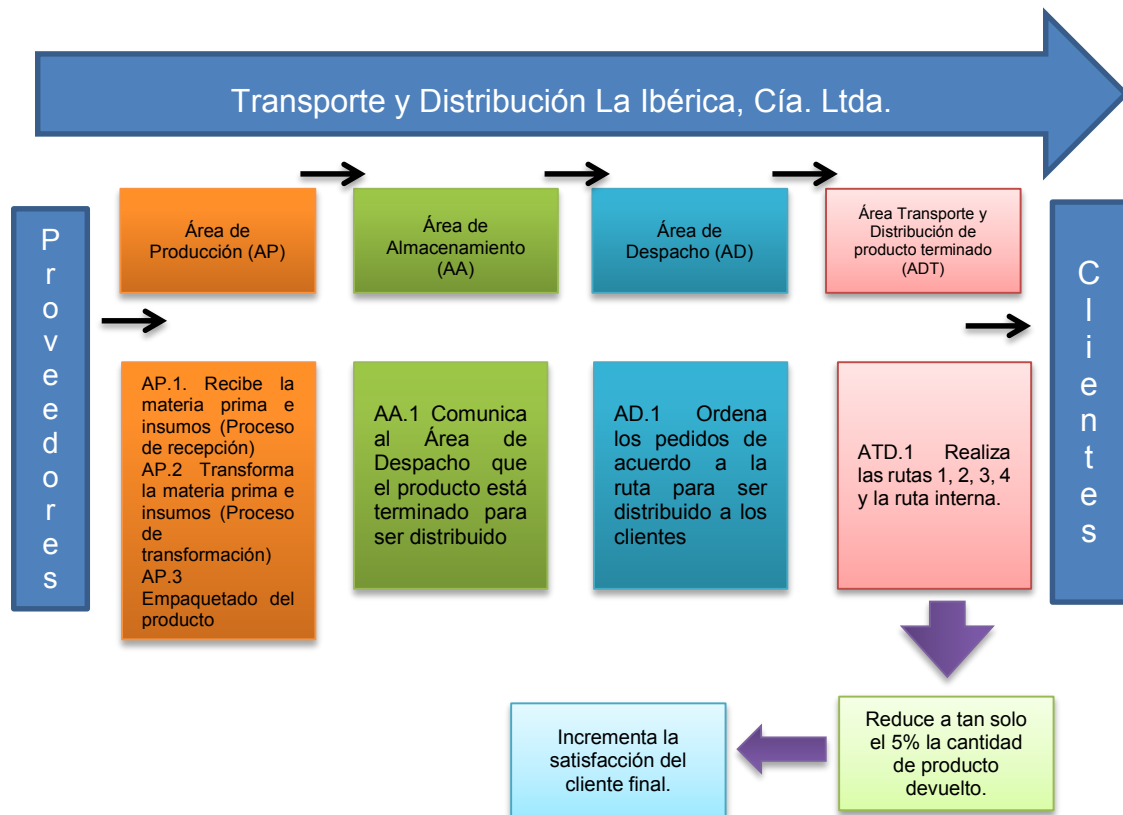 Transporte y Distribución La Ibérica, Cía. Ltda.
Proveedores
Área de
Producción (AP)
Área de
Almacenamiento
(AA)
Área de
Despacho (AD)
Área Transporte y
Distribución de
producto terminado
(ADT)
Clientes
AP.1. Recibe la
materia prima e
insumos (Proceso
de recepción)
AP.2 Transforma
la materia prima e
insumos (Proceso
de
transformación)
AP.3
Empaquetado del
producto
AA.1 Comunica
al Área de
Despacho que
el producto está
terminado para
ser distribuido
AD.1 Ordena
los pedidos de
acuerdo a la
ruta para ser
distribuido a los
clientes
ATD.1 Realiza
las rutas 1, 2, 3, 4
y la ruta interna.
Reduce a tan solo
el 5% la cantidad
de producto
devuelto.
Incrementa la
satisfacción del
cliente final.